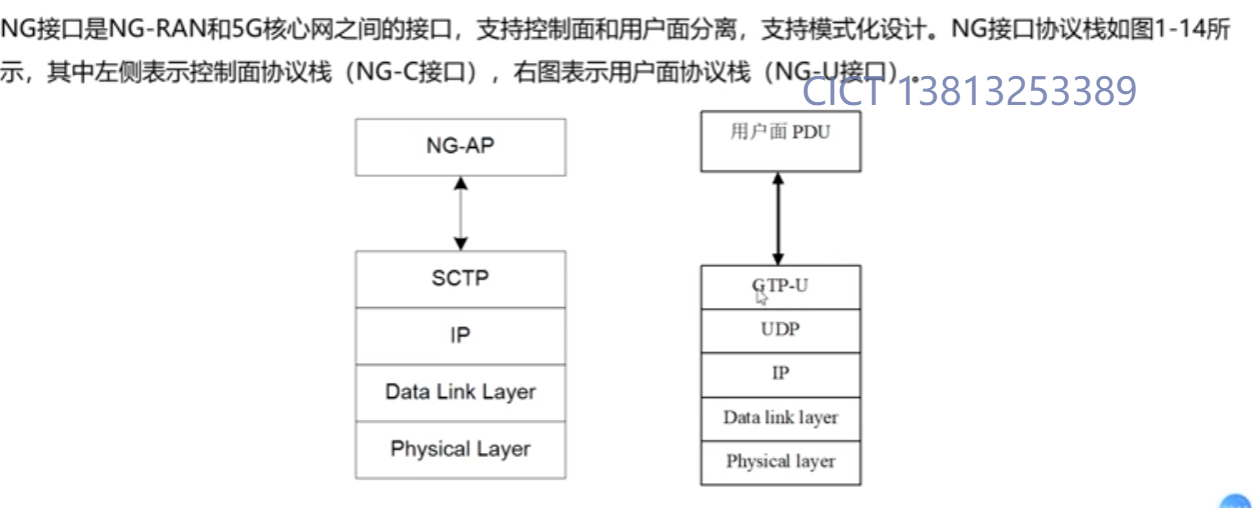 NG接口是NG-RAN和5G核心网之间的接口，支持控制面和用户面分离，支持模式化设计。NG接口协议栈如图1-14所
示，其中左侧表示控制面协议栈（NG-C接口），右图表示用户面协议栈（NG-U接口）。
CICT 13813253389
NG-AP
SCTP
IP
Data Link Layer
Physical Layer
用户面 PDU
GTP-U
UDP
IP
Data link layer
Physical layer